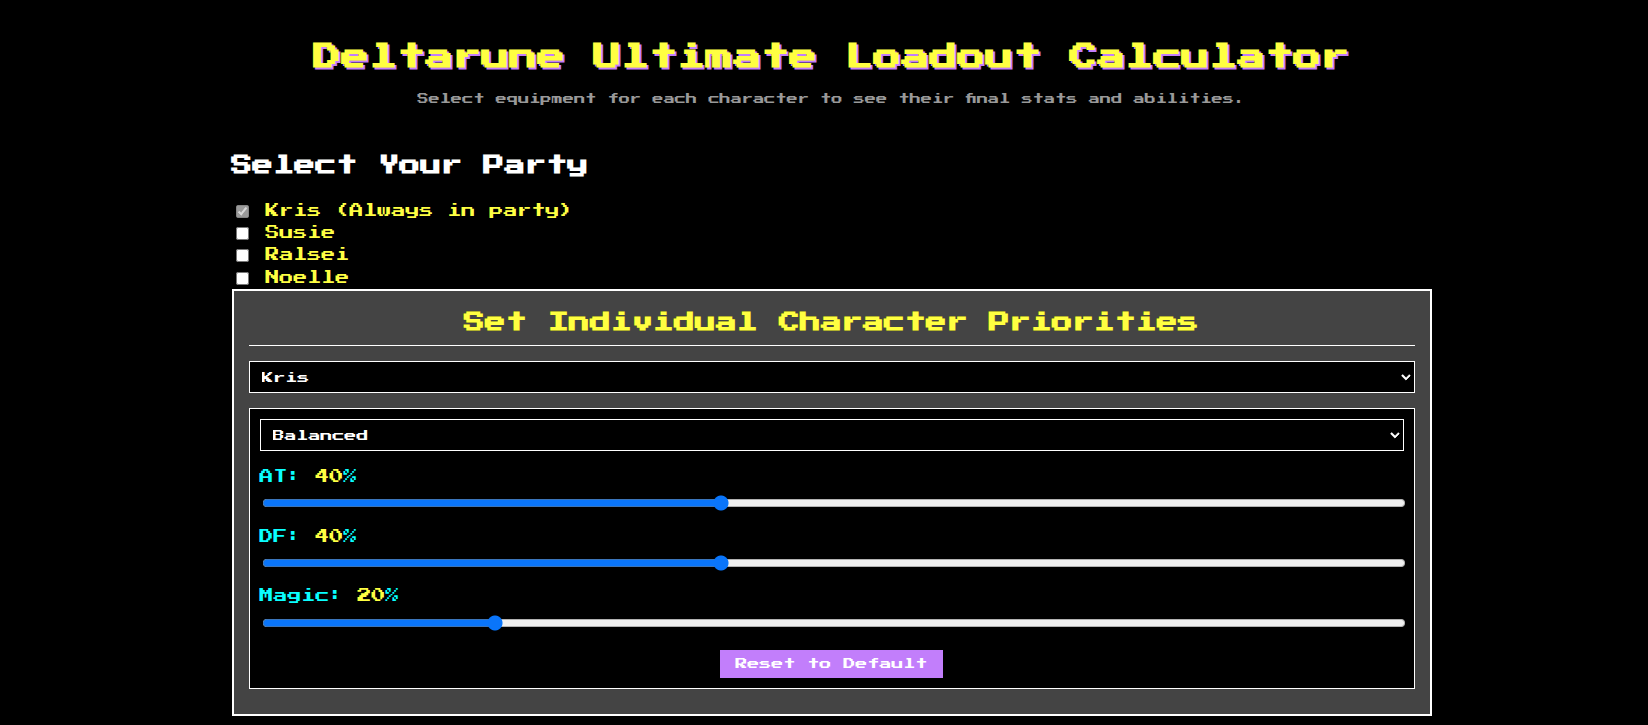 Deltarune Ultimate Loadout Calculator
Select equipment for each character to see their final stats and abilities.
Select Your Party
Kris (Always in party)
Susie
Ralsei
Noelle
Set Individual Character Priorities
Kris
Balanced
AT: 40%
DF: 40%
Magic: 20%
Reset to Default